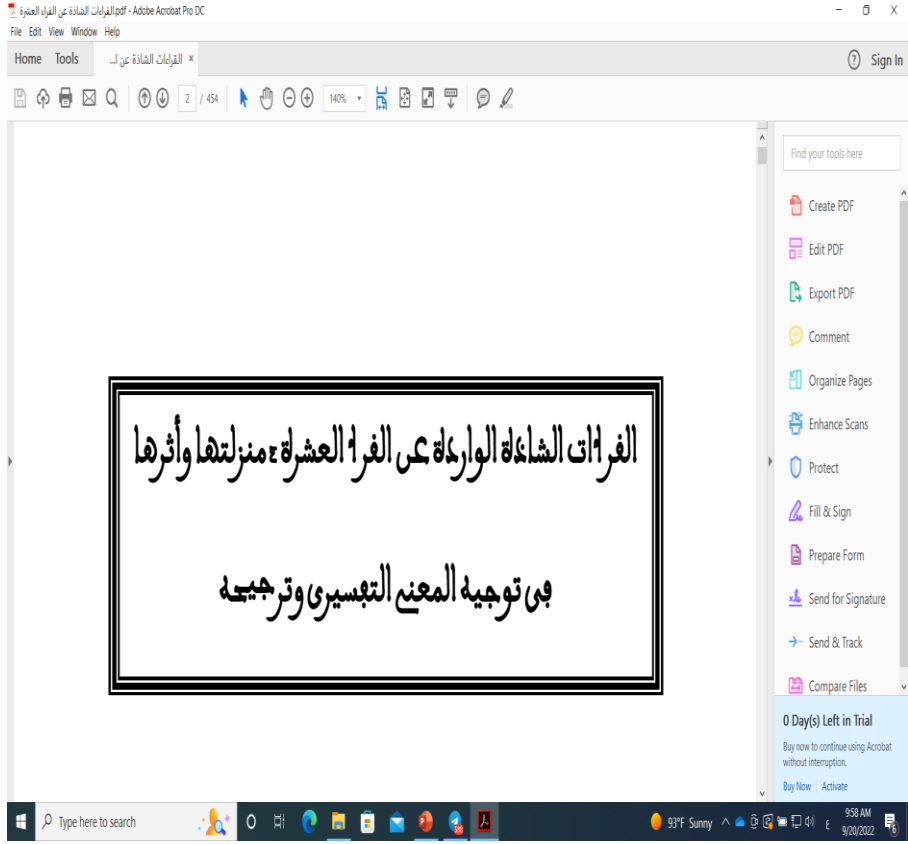 القراءات الشاذة عن القراء العشرة.pdf - Adobe Acrobat Pro DC
File Edit View Window Help
Home Tools القراءات الشاذة عن لـ... × Sign In
2 / 454 140%
Find your tools here
Create PDF
Edit PDF
Export PDF
Comment
Organize Pages
Enhance Scans
Protect
Fill & Sign
Prepare Form
Send for Signature
Send & Track
Compare Files
الفراات الشاذة الواردة عن الفرا العشرة: منزلتها وأثرها
في توجيه المعنى التفسيري وترجيحه
0 Day(s) Left in Trial
Buy now to continue using Acrobat
without interruption.
Buy Now Activate
Type here to search
93°F Sunny ع 9:58 AM
9/20/2022